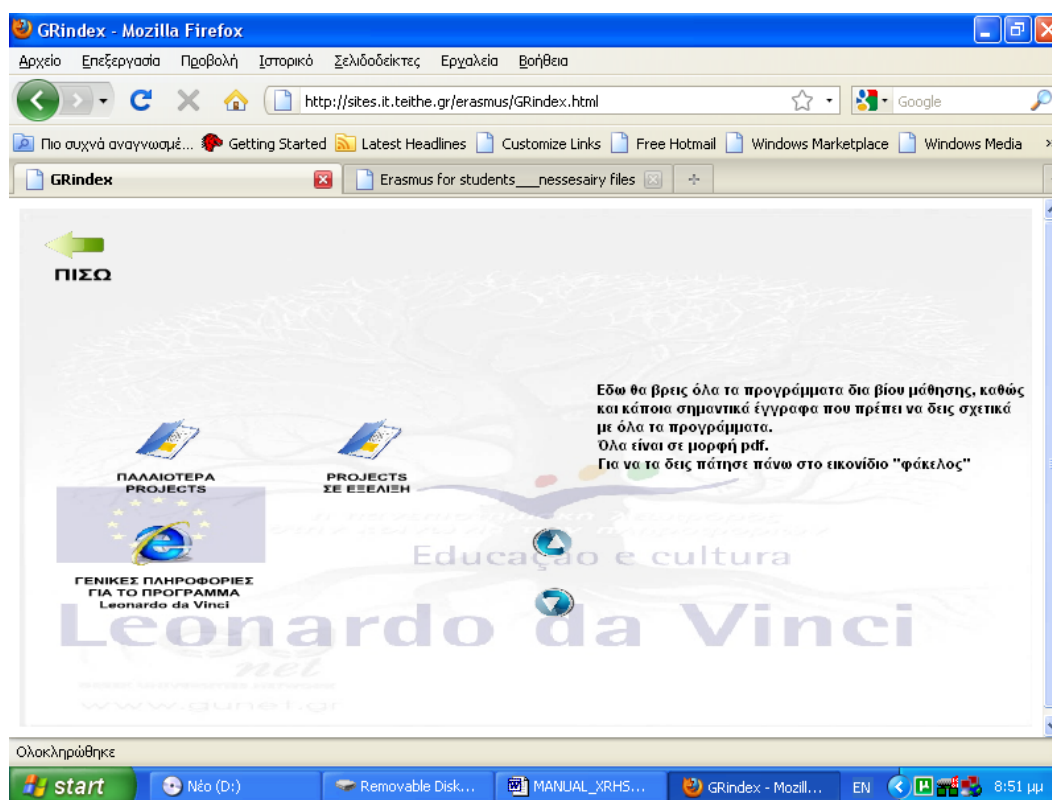 GRindex - Mozilla Firefox
Αρχείο Επεξεργασία Προβολή Ιστορικό Σελιδοδείκτες Εργαλεία Βοήθεια
http://sites.it.teithe.gr/erasmus/GRindex.html
Google
Πιο συχνά αναγνωσμέ... Getting Started Latest Headlines Customize Links Free Hotmail Windows Marketplace Windows Media
GRindex Erasmus for students___nessesairy files
ΠΙΣΩ
Εδω θα βρεις όλα τα προγράμματα δια βίου μάθησης, καθώς
και κάποια σημαντικά έγγραφα που πρέπει να δεις σχετικά
με όλα τα προγράμματα.
Όλα είναι σε μορφή pdf.
Για να τα δεις πάτησε πάνω στο εικονίδιο "φάκελος"
ΠΑΛΑΙΟΤΕΡΑ
PROJECTS
PROJECTS
ΣΕ ΕΞΕΛΙΞΗ
ΓΕΝΙΚΕΣ ΠΛΗΡΟΦΟΡΙΕΣ
ΓΙΑ ΤΟ ΠΡΟΓΡΑΜΜΑ
Leonardo da Vinci
Educação e cultura
Leonardo da Vinci
net
www.gunet.gr
Ολοκληρώθηκε
start Νέο (D:) Removable Disk... MANUAL_XRHS... GRindex - Mozill... EN 8:51 μμ